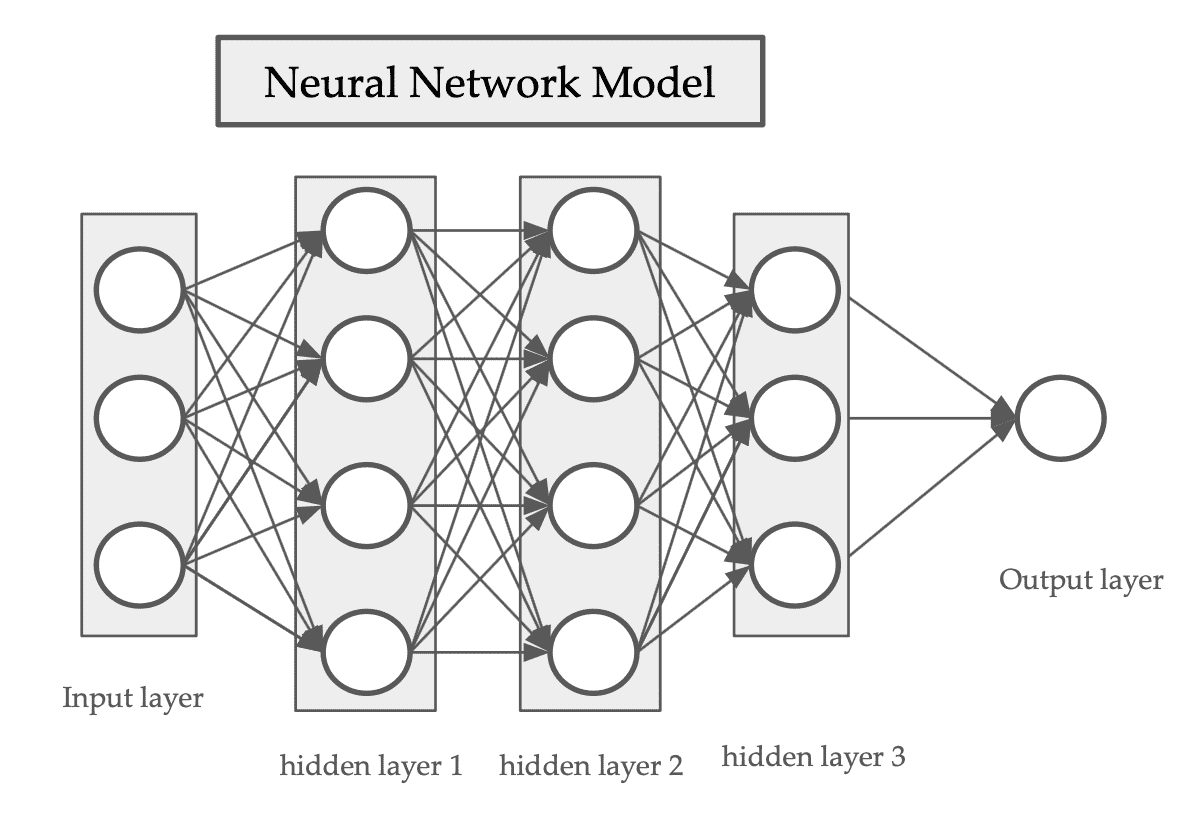 Neural Network Model
Input layer
hidden layer 1
hidden layer 2
hidden layer 3
Output layer